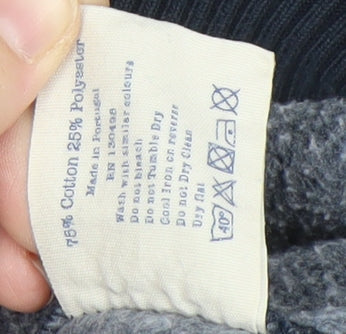 75% Cotton 25% Polyester
Made in Portugal
RN 130498
Wash with similar colours
Do not bleach
Do not Tumble Dry
Cool Iron on reverse
Do not Dry Clean
Dry flat
40°